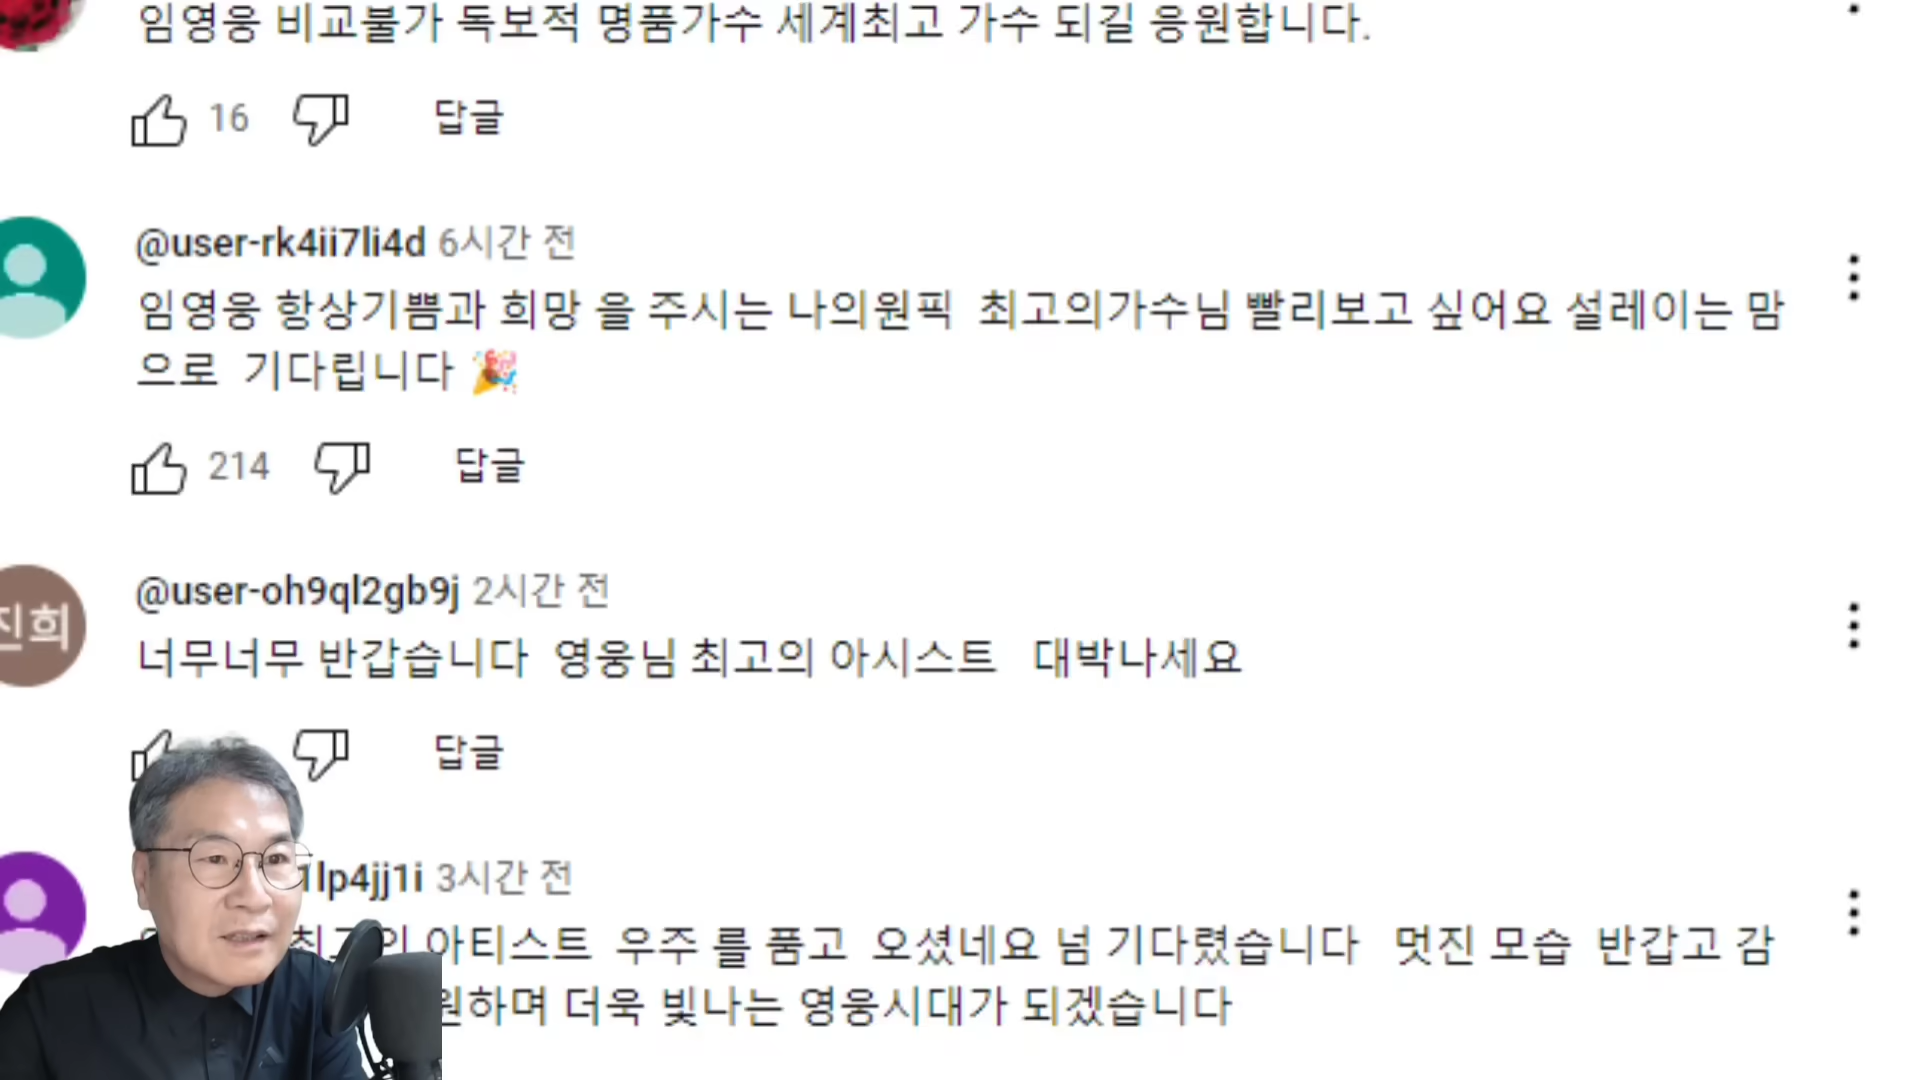 임영웅 비교불가 독보적 명품가수 세계최고 가수 되길 응원합니다.
16 답글
@user-rk4ii7li4d 6시간 전
임영웅 항상기쁨과 희망 을 주시는 나의원픽 최고의가수님 빨리보고 싶어요 설레이는 맘
으로 기다립니다 🎉
214 답글
@user-oh9ql2gb9j 2시간 전
진희
너무너무 반갑습니다 영웅님 최고의 아시스트 대박나세요
답글
1lp4jj1i 3시간 전
아티스트 우주 를 품고 오셨네요 넘 기다렸습니다 멋진 모습 반갑고 감
원하며 더욱 빛나는 영웅시대가 되겠습니다